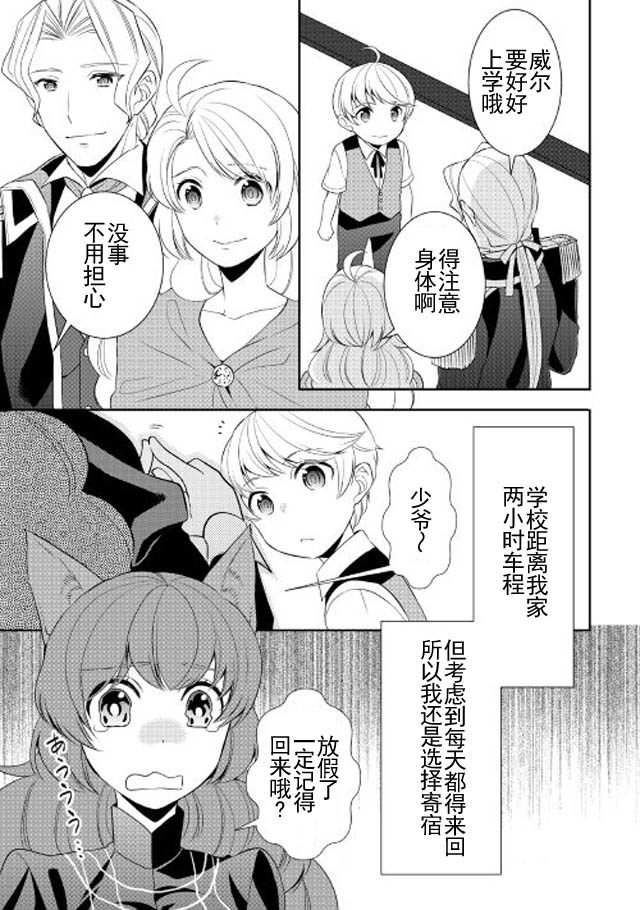 威尔
要好好
上学哦
得注意
身体啊
没事
不用担心
学校距离我家
两小时车程
少爷～
但考虑到每天都得来回
所以我还是选择寄宿
放假了
一定记得
回来哦？
あうううう…